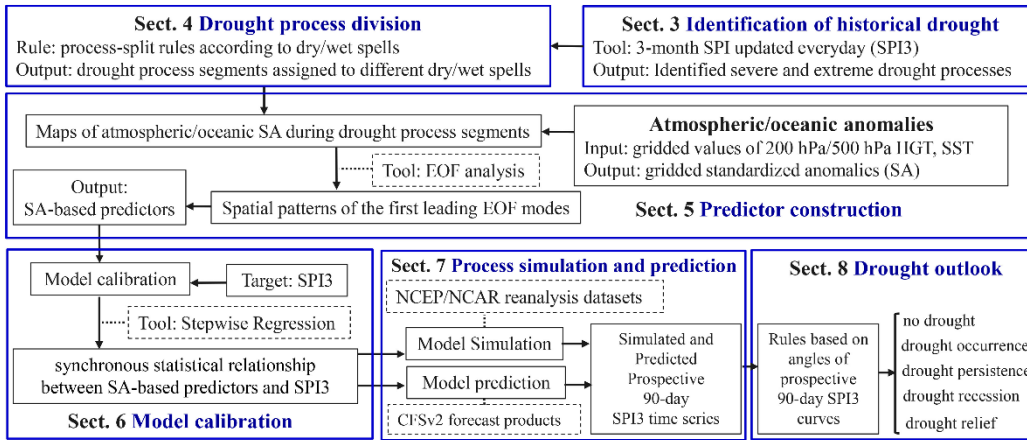 Sect. 4 Drought process division
Rule: process-split rules according to dry/wet spells
Output: drought process segments assigned to different dry/wet spells
Sect. 3 Identification of historical drought
Tool: 3-month SPI updated everyday (SPI3)
Output: Identified severe and extreme drought processes
Maps of atmospheric/oceanic SA during drought process segments
Atmospheric/oceanic anomalies
Input: gridded values of 200 hPa/500 hPa HGT, SST
Output: gridded standardized anomalies (SA)
Tool: EOF analysis
Output:
SA-based predictors
Spatial patterns of the first leading EOF modes
Sect. 5 Predictor construction
Model calibration
Target: SPI3
Tool: Stepwise Regression
synchronous statistical relationship
between SA-based predictors and SPI3
Sect. 6 Model calibration
Sect. 7 Process simulation and prediction
NCEP/NCAR reanalysis datasets
Model Simulation
Model prediction
CFSv2 forecast products
Simulated and
Predicted
Prospective
90-day
SPI3 time series
Sect. 8 Drought outlook
Rules based on
angles of
prospective
90-day SPI3
curves
no drought
drought occurrence
drought persistence
drought recession
drought relief